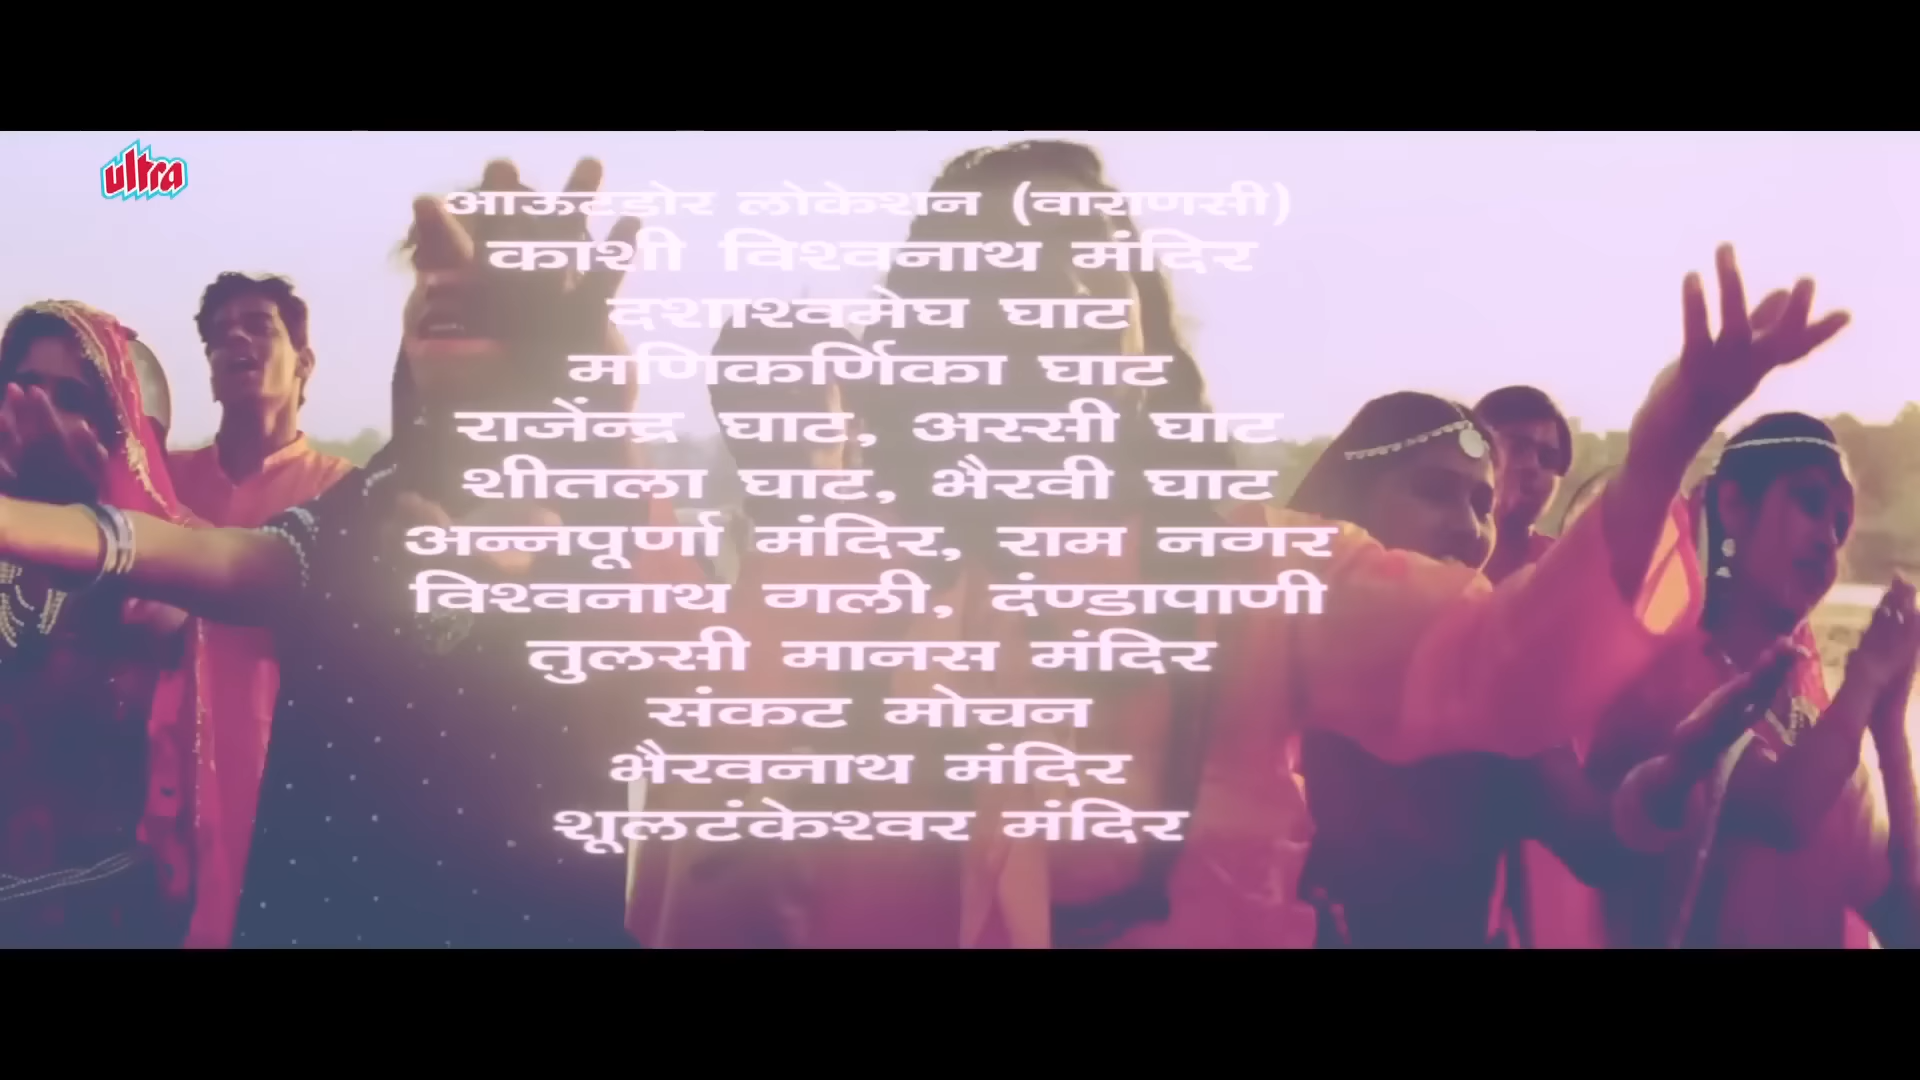 ultra
आऊटडोर लोकेशन (वाराणसी)
काशी विश्वनाथ मंदिर
दशाश्वमेघ घाट
मणिकर्णिका घाट
राजेंन्द्र घाट, अस्सी घाट
शीतला घाट, भैरवी घाट
अन्नपूर्णा मंदिर, राम नगर
विश्वनाथ गली, दंण्डापाणी
तुलसी मानस मंदिर
संकट मोचन
भैरवनाथ मंदिर
शूलटंकेश्वर मंदिर